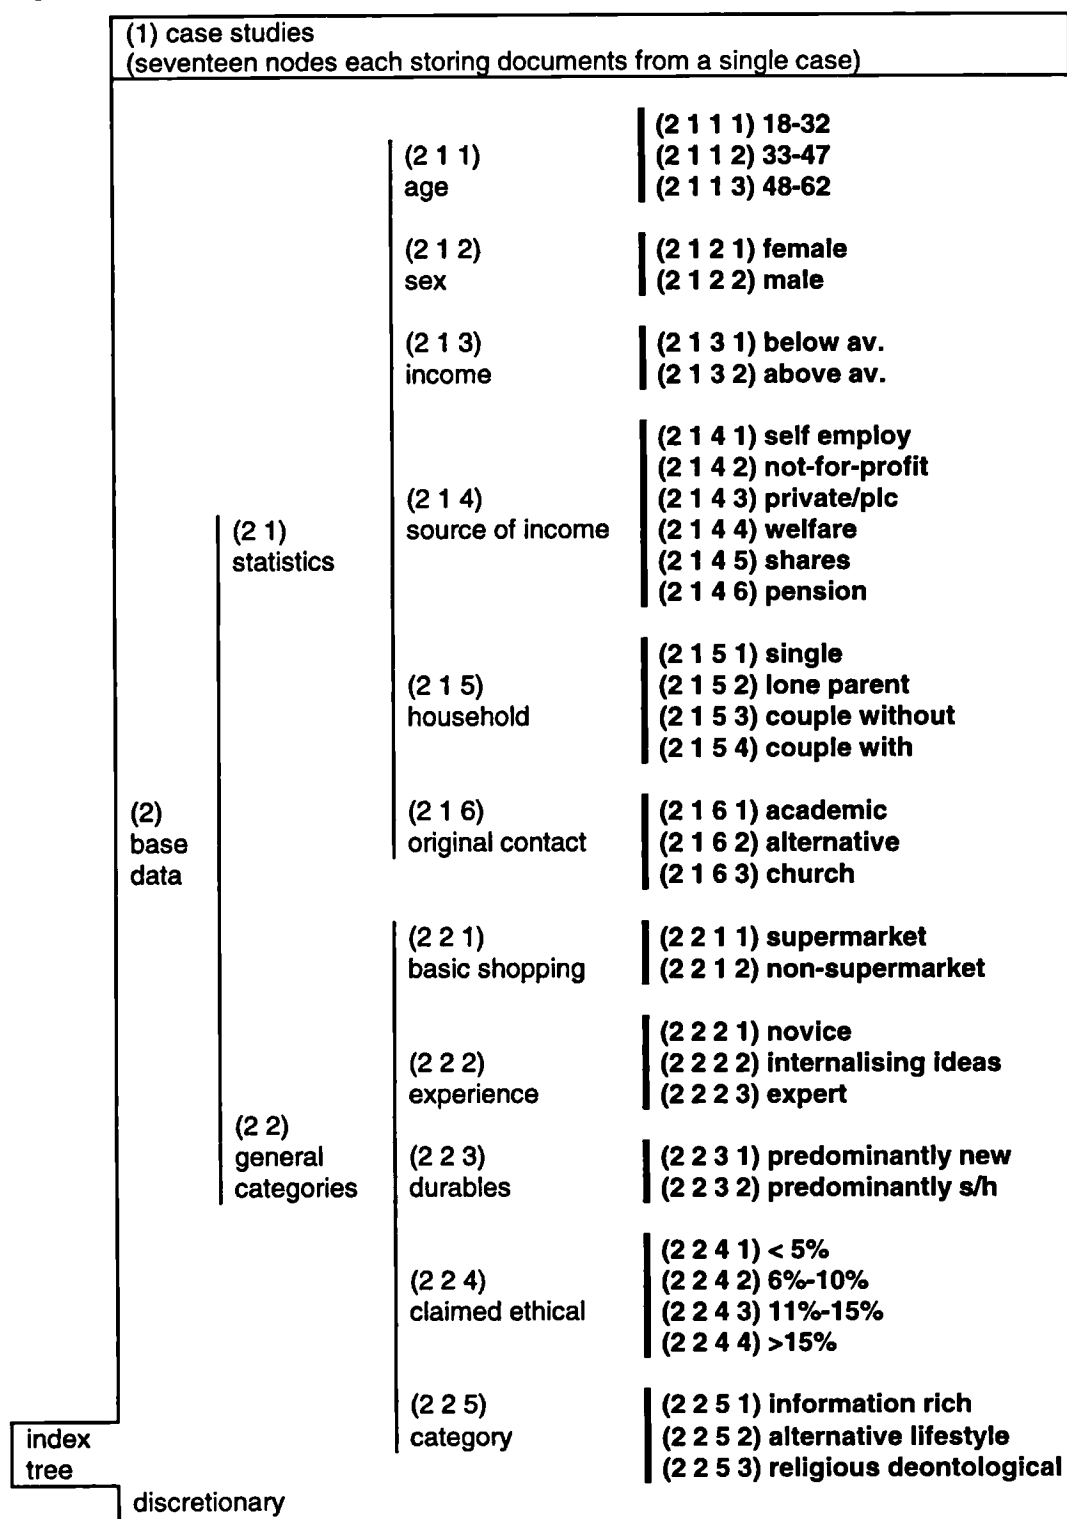 (1) case studies
(seventeen nodes each storing documents from a single case)
(2 1 1)
age
(2 1 1 1) 18-32
(2 1 1 2) 33-47
(2 1 1 3) 48-62
(2 1 2)
sex
(2 1 2 1) female
(2 1 2 2) male
(2 1 3)
income
(2 1 3 1) below av.
(2 1 3 2) above av.
(2 1)
statistics
(2 1 4)
source of income
(2 1 4 1) self employ
(2 1 4 2) not-for-profit
(2 1 4 3) private/plc
(2 1 4 4) welfare
(2 1 4 5) shares
(2 1 4 6) pension
(2 1 5)
household
(2 1 5 1) single
(2 1 5 2) lone parent
(2 1 5 3) couple without
(2 1 5 4) couple with
(2)
base
data
(2 1 6)
original contact
(2 1 6 1) academic
(2 1 6 2) alternative
(2 1 6 3) church
(2 2 1)
basic shopping
(2 2 1 1) supermarket
(2 2 1 2) non-supermarket
(2 2 2)
experience
(2 2 2 1) novice
(2 2 2 2) internalising ideas
(2 2 2 3) expert
(2 2)
general
categories
(2 2 3)
durables
(2 2 3 1) predominantly new
(2 2 3 2) predominantly s/h
(2 2 4)
claimed ethical
(2 2 4 1) < 5%
(2 2 4 2) 6%-10%
(2 2 4 3) 11%-15%
(2 2 4 4) >15%
(2 2 5)
category
(2 2 5 1) information rich
(2 2 5 2) alternative lifestyle
(2 2 5 3) religious deontological
index
tree
discretionary